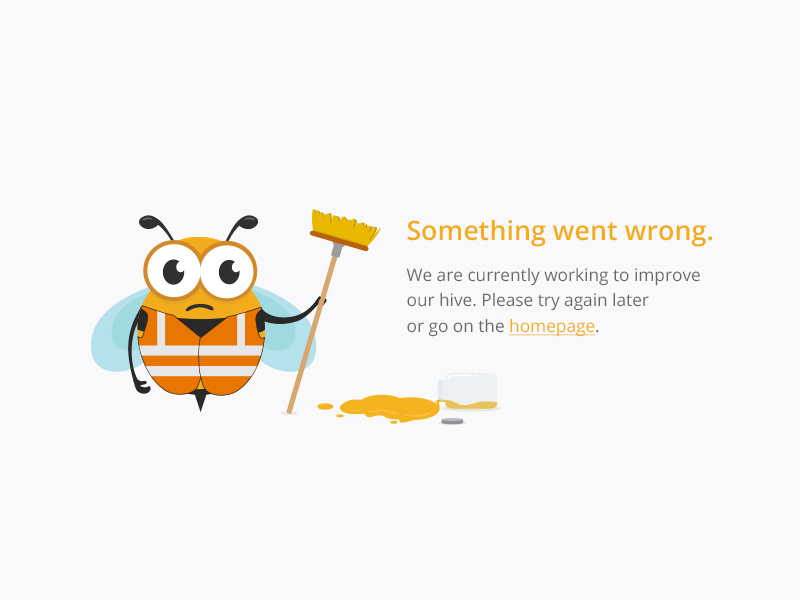 Something went wrong.
We are currently working to improve
our hive. Please try again later
or go on the homepage.